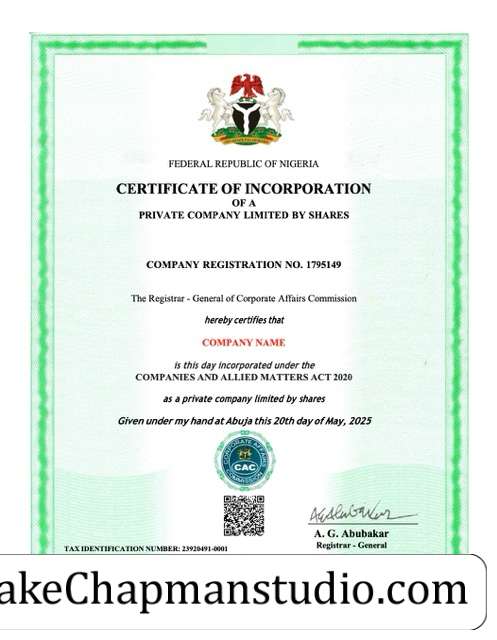 FEDERAL REPUBLIC OF NIGERIA
CERTIFICATE OF INCORPORATION
OF A
PRIVATE COMPANY LIMITED BY SHARES
COMPANY REGISTRATION NO. 1795149
The Registrar - General of Corporate Affairs Commission
hereby certifies that
COMPANY NAME
is this day incorporated under the
COMPANIES AND ALLIED MATTERS ACT 2020
as a private company limited by shares
Given under my hand at Abuja this 20th day of May, 2025
CORPORATE AFFAIRS
CAC
COMMISSION
A. G. Abubakar
Registrar - General
TAX IDENTIFICATION NUMBER: 23920491-0001
akeChapmanstudio.com